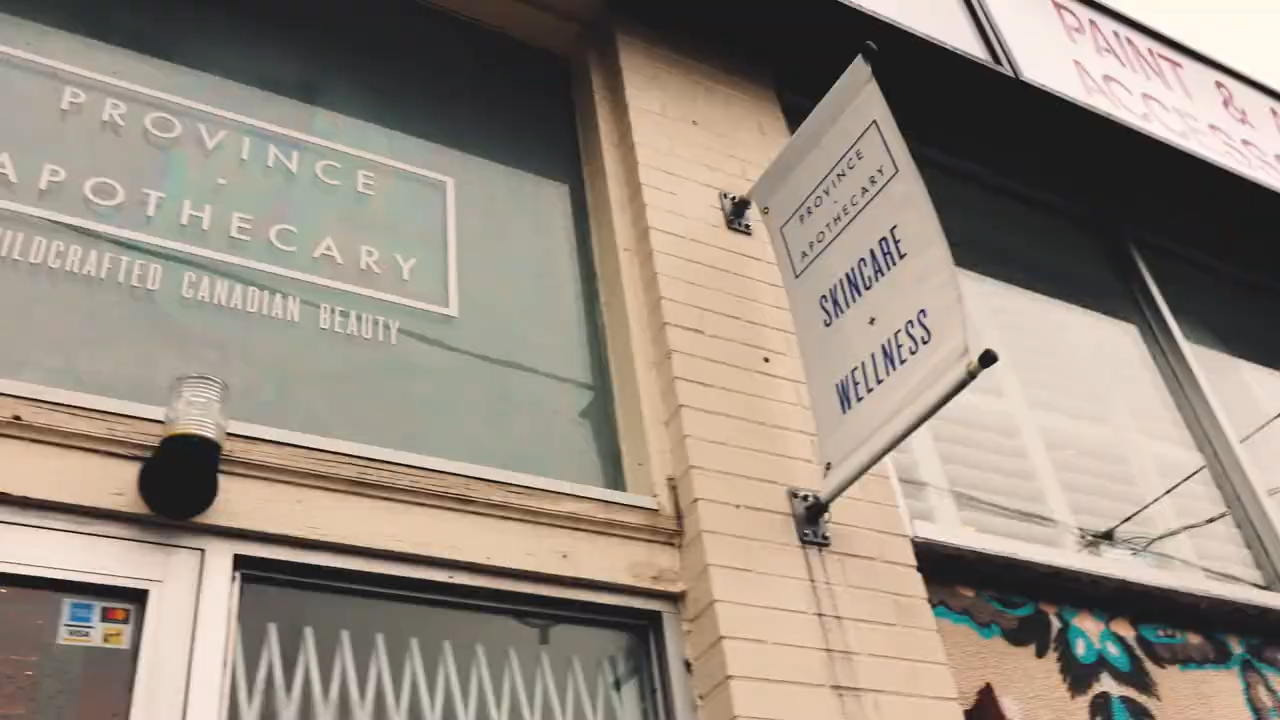 PROVINCE
APOTHECARY
WILDCRAFTED CANADIAN BEAUTY
PROVINCE
APOTHECARY
SKINCARE
+
WELLNESS
PAINT &
VISA